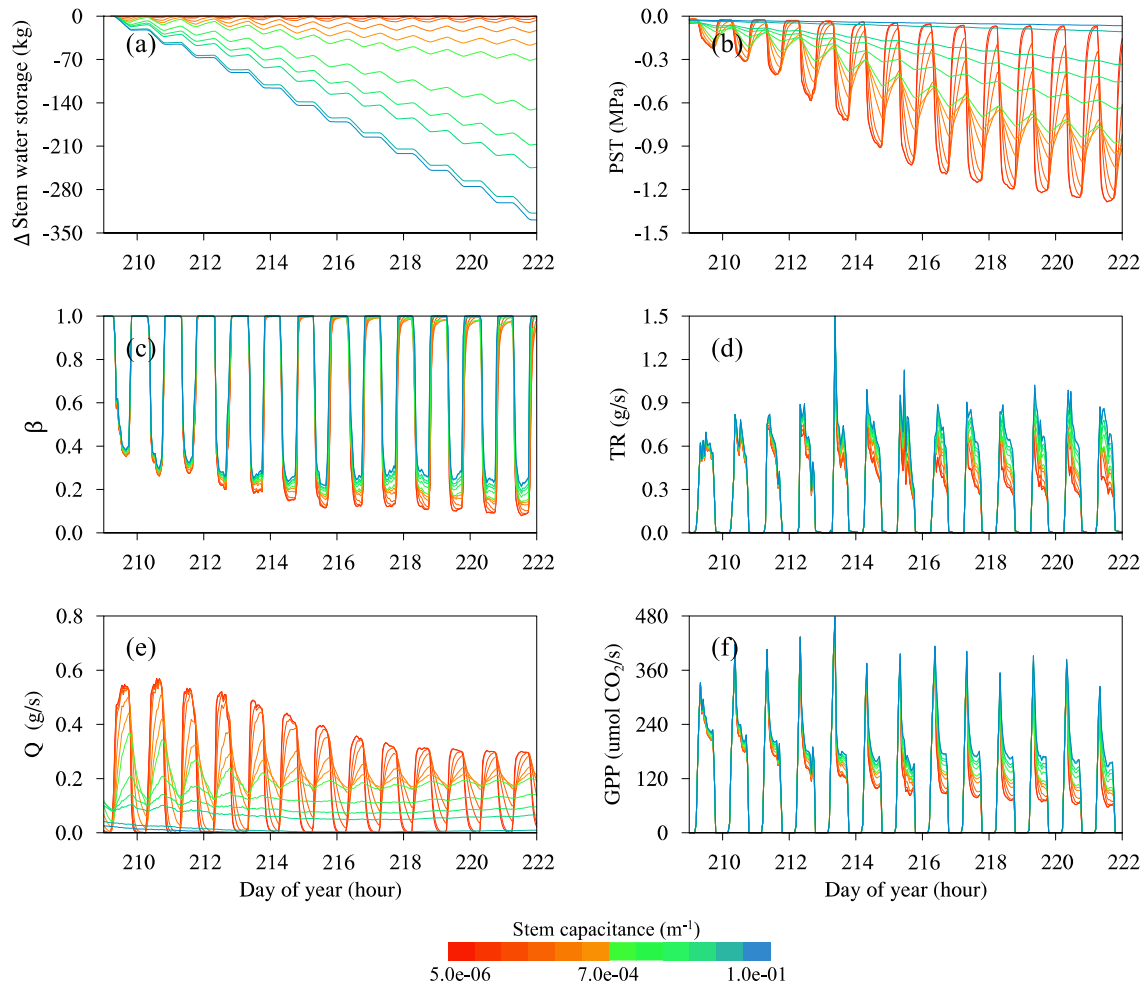 0
-70
-140
-210
-280
-350
Δ Stem water storage (kg)
(a)
210 212 214 216 218 220 222
0.0
-0.3
-0.6
-0.9
-1.2
-1.5
PST (MPa)
(b)
210 212 214 216 218 220 222
1.0
0.8
0.6
0.4
0.2
0.0
β
(c)
210 212 214 216 218 220 222
1.5
1.2
0.9
0.6
0.3
0.0
TR (g/s)
(d)
210 212 214 216 218 220 222
0.8
0.6
0.4
0.2
0.0
Q (g/s)
(e)
210 212 214 216 218 220 222
Day of year (hour)
480
360
240
120
0
GPP (umol CO₂/s)
(f)
210 212 214 216 218 220 222
Day of year (hour)
Stem capacitance (m⁻¹)
5.0e-06 7.0e-04 1.0e-01